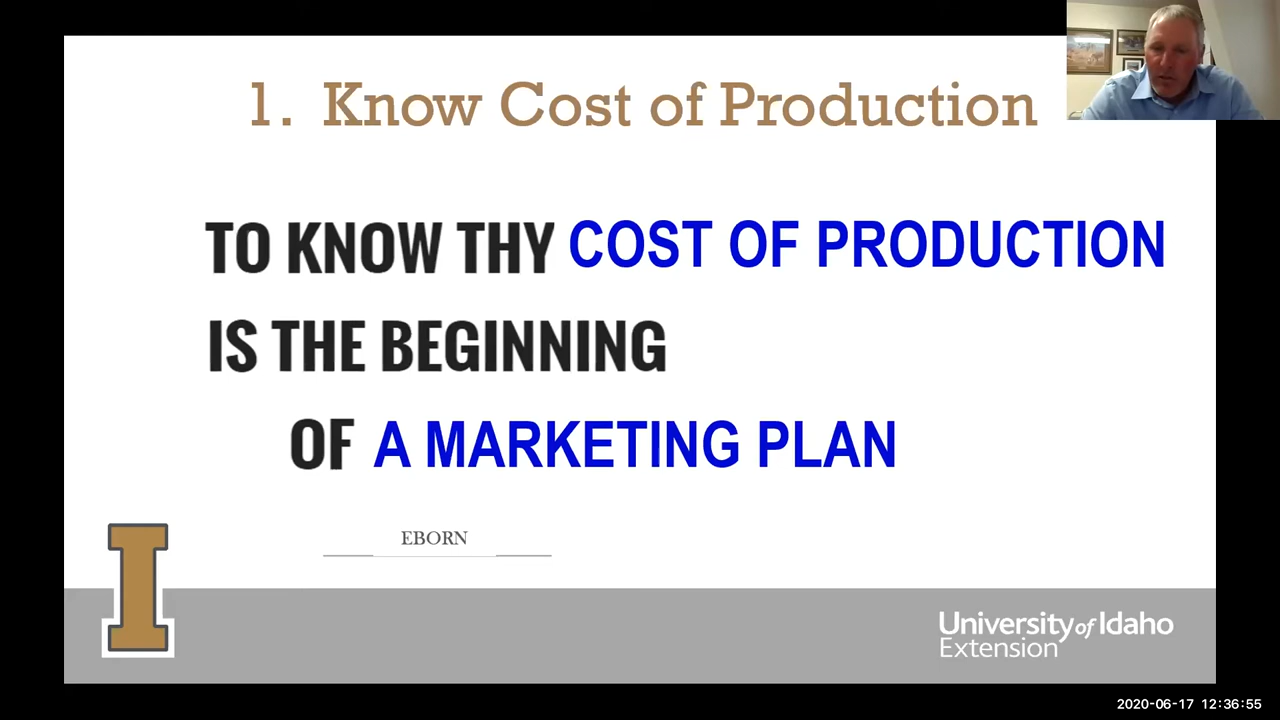 1. Know Cost of Production
TO KNOW THY COST OF PRODUCTION
IS THE BEGINNING
OF A MARKETING PLAN
EBORN
I
University of Idaho
Extension
2020-06-17 12:36:55